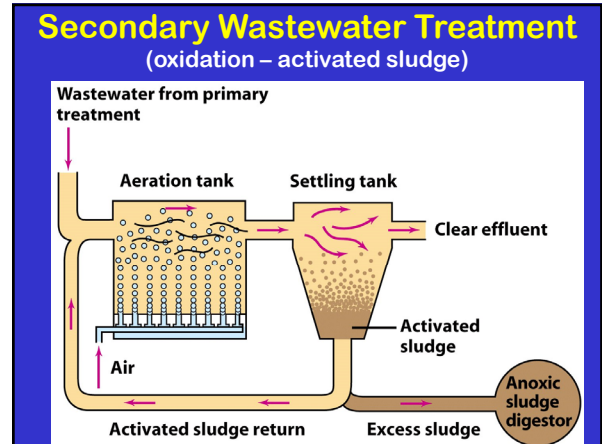 Secondary Wastewater Treatment
(oxidation – activated sludge)
Wastewater from primary
treatment
Aeration tank
Settling tank
Clear effluent
Activated
sludge
Air
Anoxic
sludge
digestor
Activated sludge return
Excess sludge